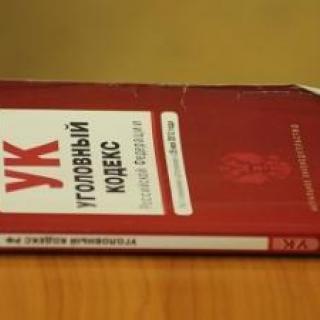 УК
УГОЛОВНЫЙ
КОДЕКС
Российской Федерации
УГОЛОВНЫЙ КОДЕКС РФ
УК